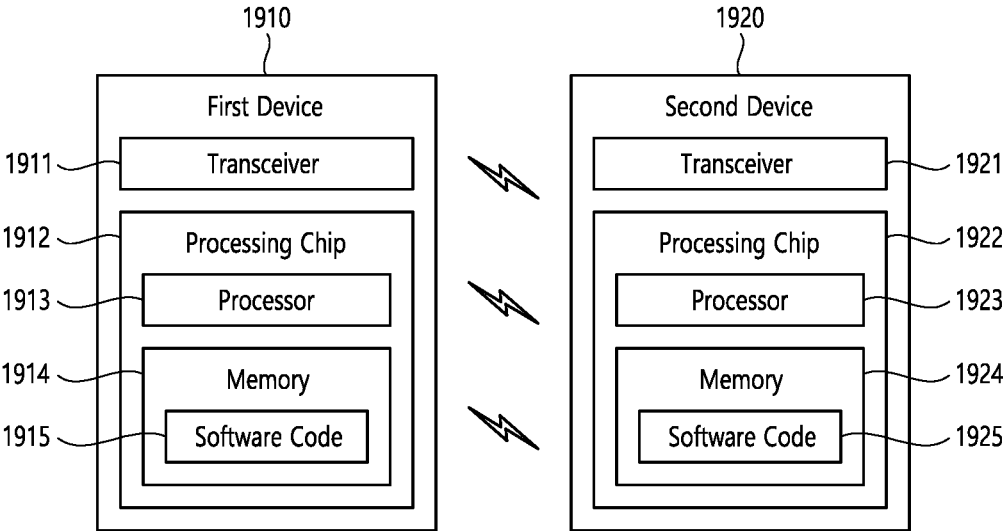 1910 1920
First Device Second Device
1911 Transceiver Transceiver 1921
1912 Processing Chip Processing Chip 1922
1913 Processor Processor 1923
1914 Memory Memory 1924
1915 Software Code Software Code 1925